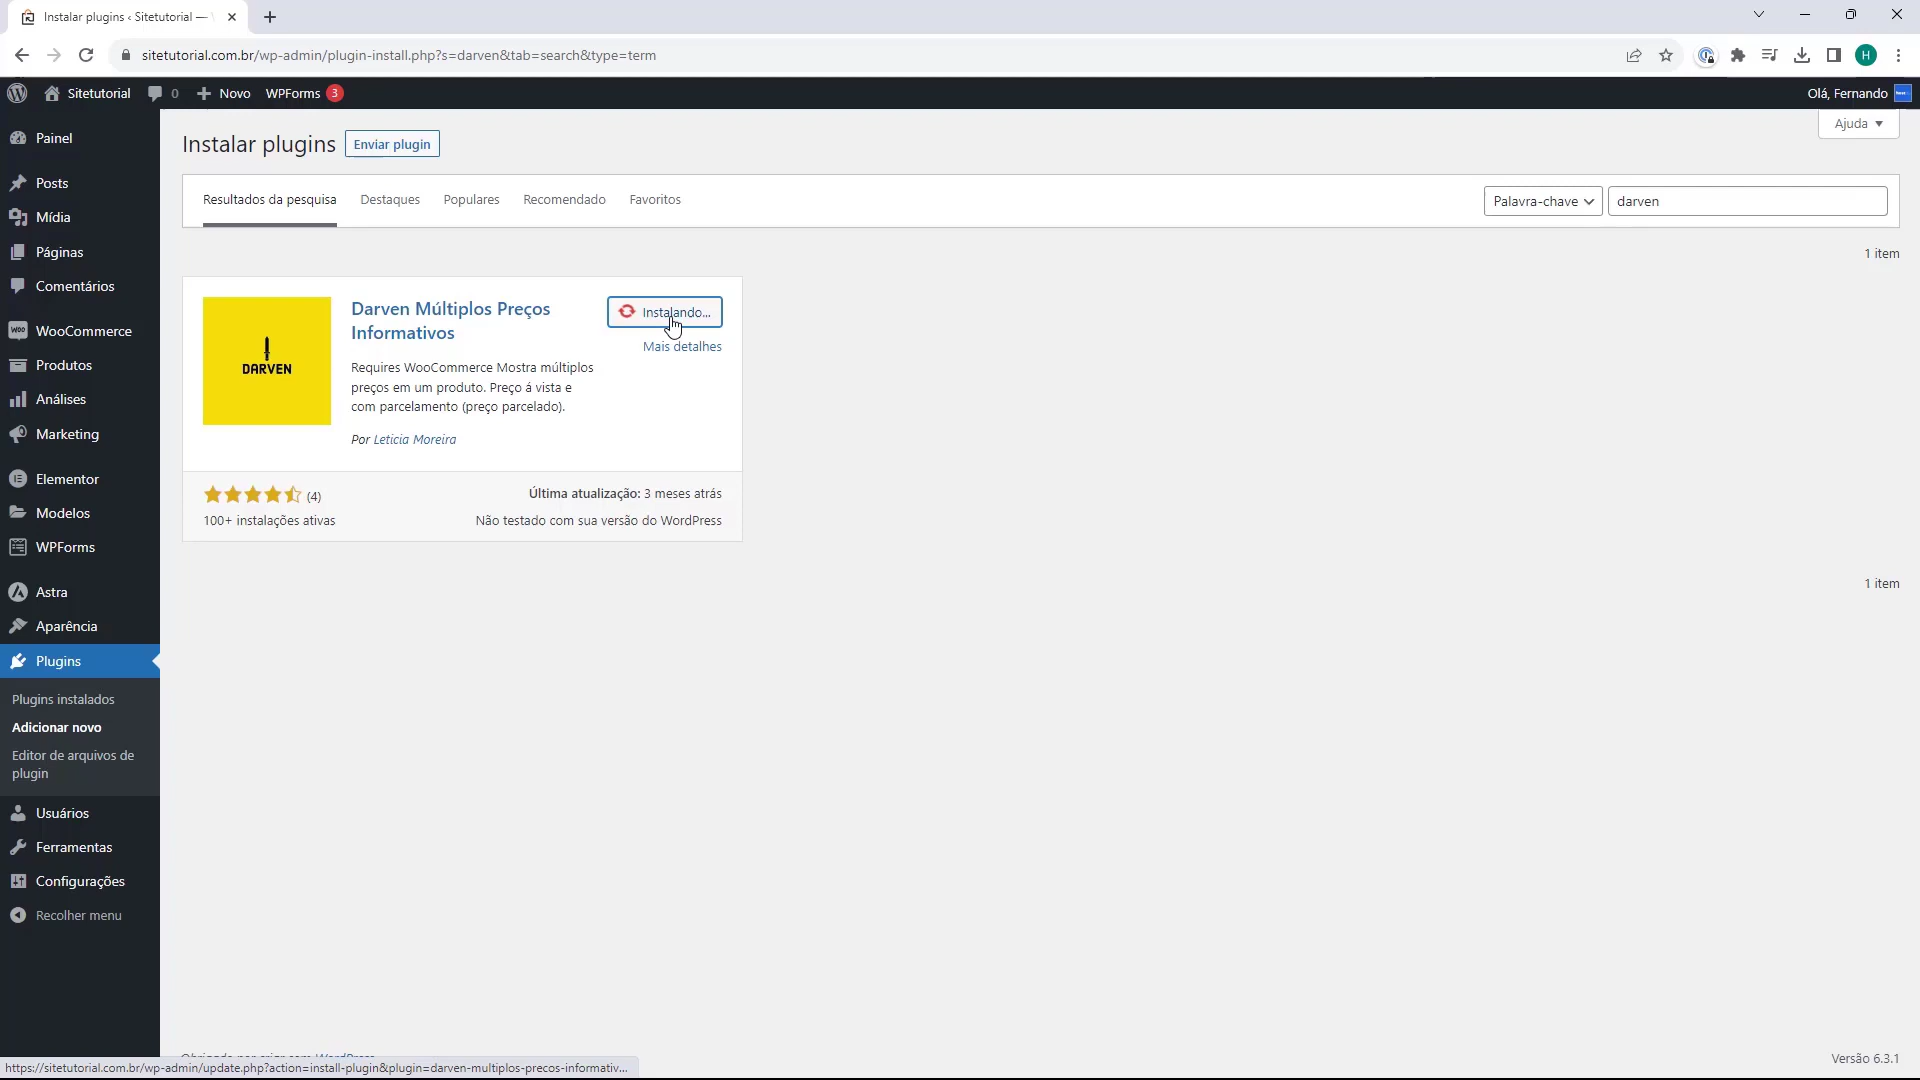 Instalar plugins ‹ Sitetutorial —
sitetutorial.com.br/wp-admin/plugin-install.php?s=darven&tab=search&type=term
H
Sitetutorial
0
Novo
WPForms 3
Olá, Fernando
Painel
Posts
Mídia
Páginas
Comentários
WooCommerce
Produtos
Análises
Marketing
Elementor
Modelos
WPForms
Astra
Aparência
Plugins
Plugins instalados
Adicionar novo
Editor de arquivos de
plugin
Usuários
Ferramentas
Configurações
Recolher menu
Ajuda
Instalar plugins
Enviar plugin
Resultados da pesquisa
Destaques
Populares
Recomendado
Favoritos
Palavra-chave
darven
1 item
DARVEN
Darven Múltiplos Preços
Informativos
Instalando...
Mais detalhes
Requires WooCommerce Mostra múltiplos
preços em um produto. Preço á vista e
com parcelamento (preço parcelado).
Por Leticia Moreira
(4)
100+ instalações ativas
Última atualização: 3 meses atrás
Não testado com sua versão do WordPress
1 item
Versão 6.3.1
https://sitetutorial.com.br/wp-admin/update.php?action=install-plugin&plugin=darven-multiplos-precos-informativ...